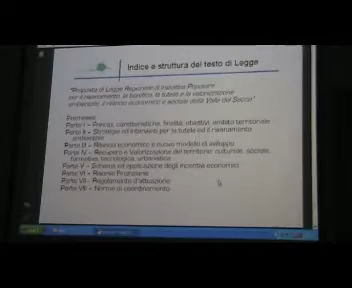 Indice e struttura del testo di Legge
"Proposta di Legge Regionale di Iniziativa Popolare
per il risanamento, la bonifica, la tutela e la valorizzazione
ambientale, il rilancio economico e sociale della Valle del Sacco"
Premessa
Parte I – Principi, caratteristiche, finalità, obiettivi, ambito territoriale
Parte II – Strategie ed interventi per la tutela ed il risanamento
ambientale
Parte III – Rilancio economico e nuovo modello di sviluppo
Parte IV – Recupero e Valorizzazione del territorio: culturale, sociale,
formativa, tecnologica, urbanistica
Parte V – Schema ed applicazione degli incentivi economici
Parte VI – Risorse Finanziarie
Parte VII – Regolamento d'attuazione
Parte VIII – Norme di coordinamento